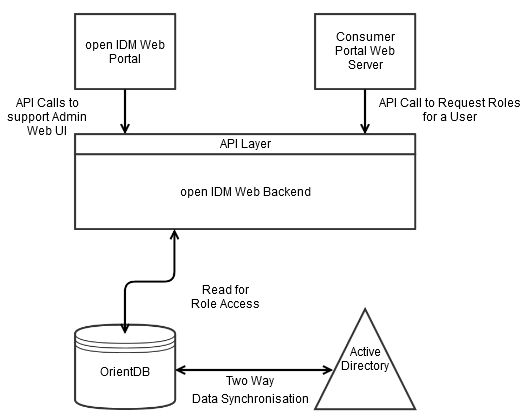 open IDM Web
Portal
Consumer
Portal Web
Server
API Calls to
support Admin
Web UI
API Call to Request Roles
for a User
API Layer
open IDM Web Backend
Read for
Role Access
OrientDB
Active
Directory
Two Way
Data Synchronisation